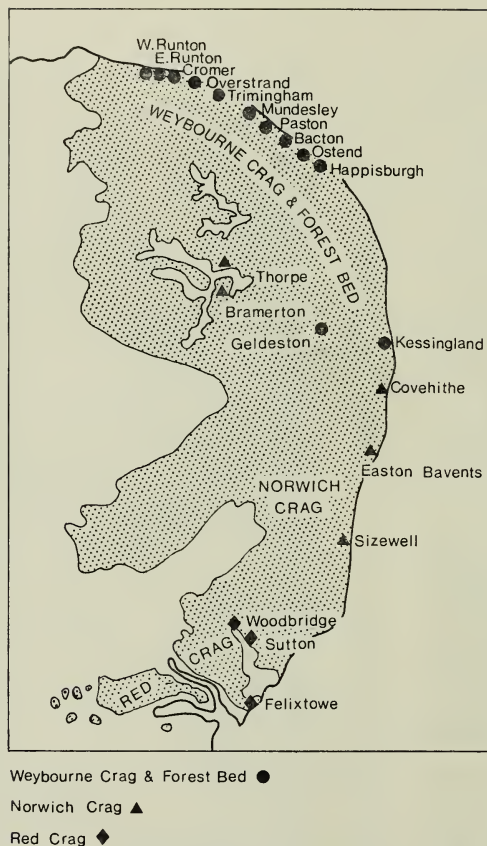 W. Runton
E. Runton
Cromer
Overstrand
Trimingham
Mundesley
Paston
Bacton
Ostend
Happisburgh
WEYBOURNE CRAG & FOREST BED
Thorpe
Bramerton
Geldeston
Kessingland
Covehithe
Easton Bavents
NORWICH
CRAG
Sizewell
Woodbridge
Sutton
CRAG
RED
Felixtowe
Weybourne Crag & Forest Bed
Norwich Crag
Red Crag